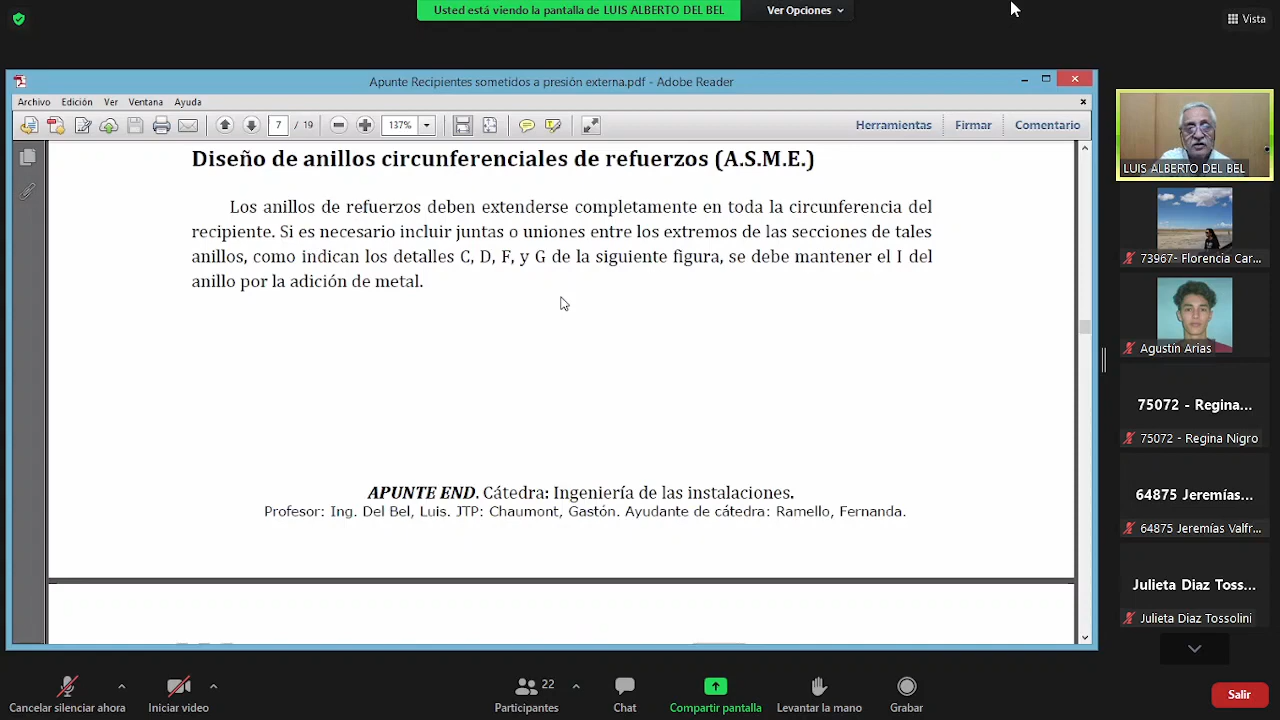 Usted está viendo la pantalla de LUIS ALBERTO DEL BEL
Ver Opciones
Vista
Apunte Recipientes sometidos a presión externa.pdf - Adobe Reader
Archivo Edición Ver Ventana Ayuda
7 / 19 137% Herramientas Firmar Comentario
Diseño de anillos circunferenciales de refuerzos (A.S.M.E.)
Los anillos de refuerzos deben extenderse completamente en toda la circunferencia del
recipiente. Si es necesario incluir juntas o uniones entre los extremos de las secciones de tales
anillos, como indican los detalles C, D, F, y G de la siguiente figura, se debe mantener el I del
anillo por la adición de metal.
APUNTE END. Cátedra: Ingeniería de las instalaciones.
Profesor: Ing. Del Bel, Luis. JTP: Chaumont, Gastón. Ayudante de cátedra: Ramello, Fernanda.
LUIS ALBERTO DEL BEL
73967- Florencia Car...
Agustín Arias
75072 - Regina...
75072 - Regina Nigro
64875 Jeremías...
64875 Jeremías Valfr...
Julieta Diaz Toss...
Julieta Diaz Tossolini
Cancelar silenciar ahora
Iniciar video
22
Participantes
Chat
Compartir pantalla
Levantar la mano
Grabar
Salir